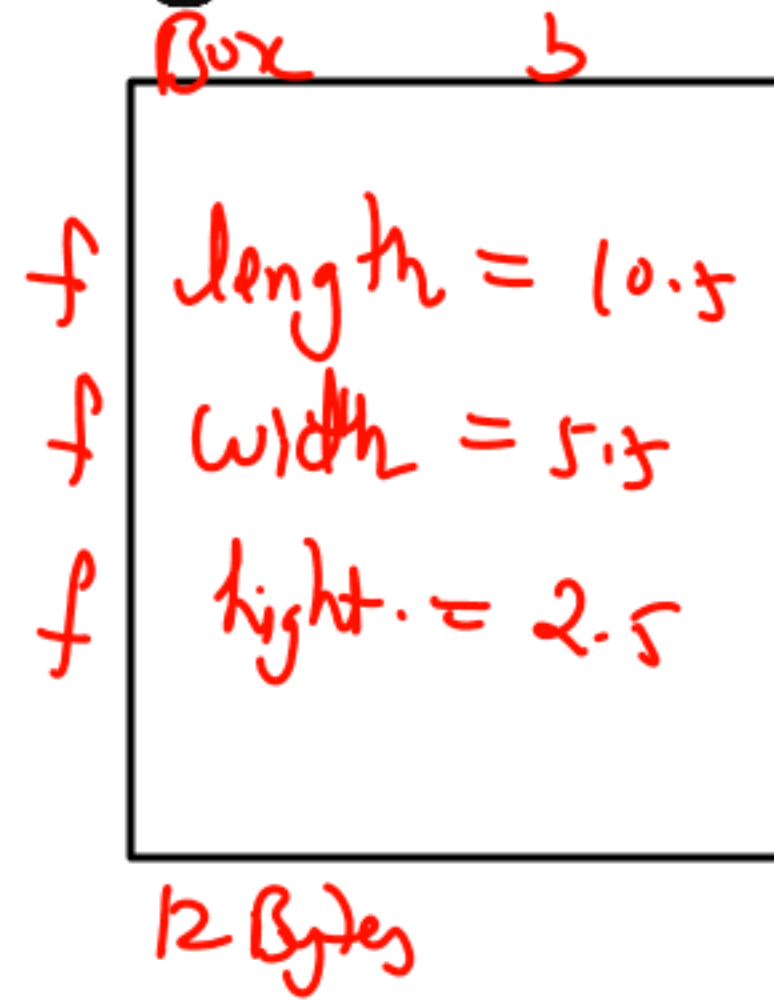 Box b
f length = 10.5
f width = 5.5
f hight. = 2.5
12 Bytes